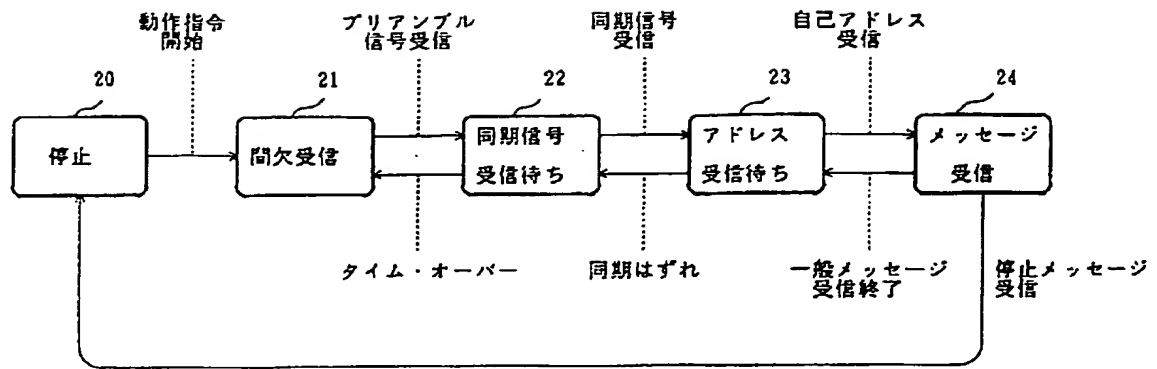 動作指令
開始
プリアンブル
信号受信
同期信号
受信
自己アドレス
受信
20
21
22
23
24
停止
間欠受信
同期信号
受信待ち
アドレス
受信待ち
メッセージ
受信
タイム・オーバー
同期はずれ
一般メッセージ
受信終了
停止メッセージ
受信